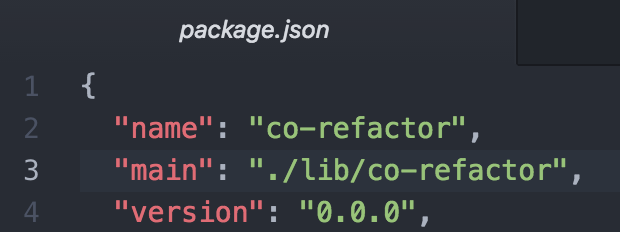 package.json
1 {
2 "name": "co-refactor",
3 "main": "./lib/co-refactor",
4 "version": "0.0.0",